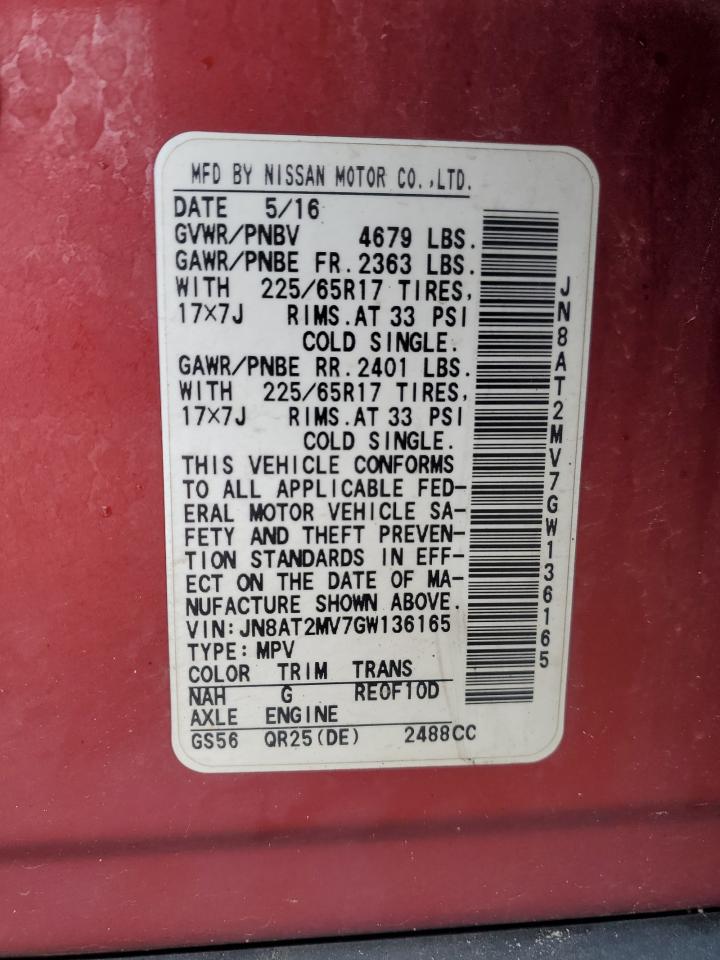 MFD BY NISSAN MOTOR CO.,LTD.
DATE 5/16
GVWR/PNBV 4679 LBS.
GAWR/PNBE FR.2363 LBS.
WITH 225/65R17 TIRES,
17×7J RIMS.AT 33 PSI
COLD SINGLE.
GAWR/PNBE RR.2401 LBS.
WITH 225/65R17 TIRES,
17×7J RIMS.AT 33 PSI
COLD SINGLE.
THIS VEHICLE CONFORMS
TO ALL APPLICABLE FED-
ERAL MOTOR VEHICLE SA-
FETY AND THEFT PREVEN-
TION STANDARDS IN EFF-
ECT ON THE DATE OF MA-
NUFACTURE SHOWN ABOVE.
VIN:JN8AT2MV7GW136165
TYPE:MPV
COLOR TRIM TRANS
NAH G RE0F10D
AXLE ENGINE
GS56 QR25(DE) 2488CC
JN8AT2MV7GW136165